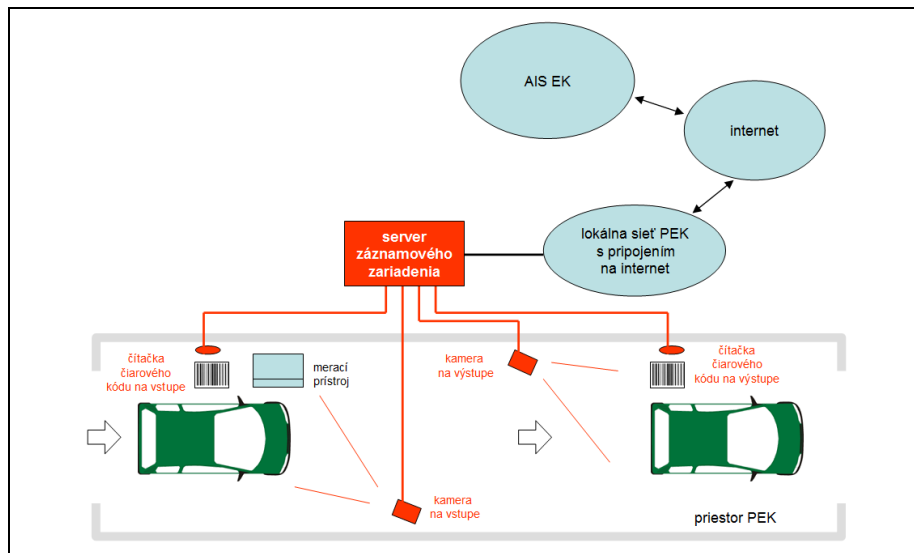 AIS EK
internet
lokálna sieť PEK
s pripojením
na internet
server
záznamového
zariadenia
čítačka
čiarového
kódu na vstupe
merací
prístroj
kamera
na výstupe
čítačka
čiarového
kódu na výstupe
kamera
na vstupe
priestor PEK